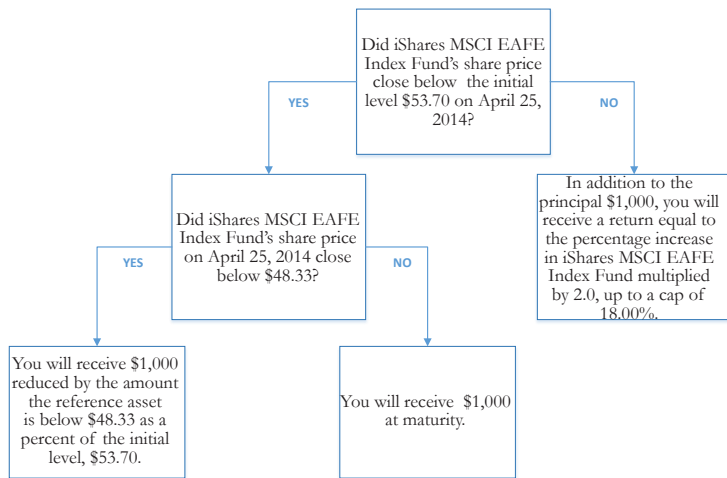 Did iShares MSCI EAFE
Index Fund's share price
close below the initial
level $53.70 on April 25,
2014?
YES
NO
Did iShares MSCI EAFE
Index Fund's share price
on April 25, 2014 close
below $48.33?
In addition to the
principal $1,000, you will
receive a return equal to
the percentage increase
in iShares MSCI EAFE
Index Fund multiplied
by 2.0, up to a cap of
18.00%.
YES
NO
You will receive $1,000
reduced by the amount
the reference asset
is below $48.33 as a
percent of the initial
level, $53.70.
You will receive $1,000
at maturity.